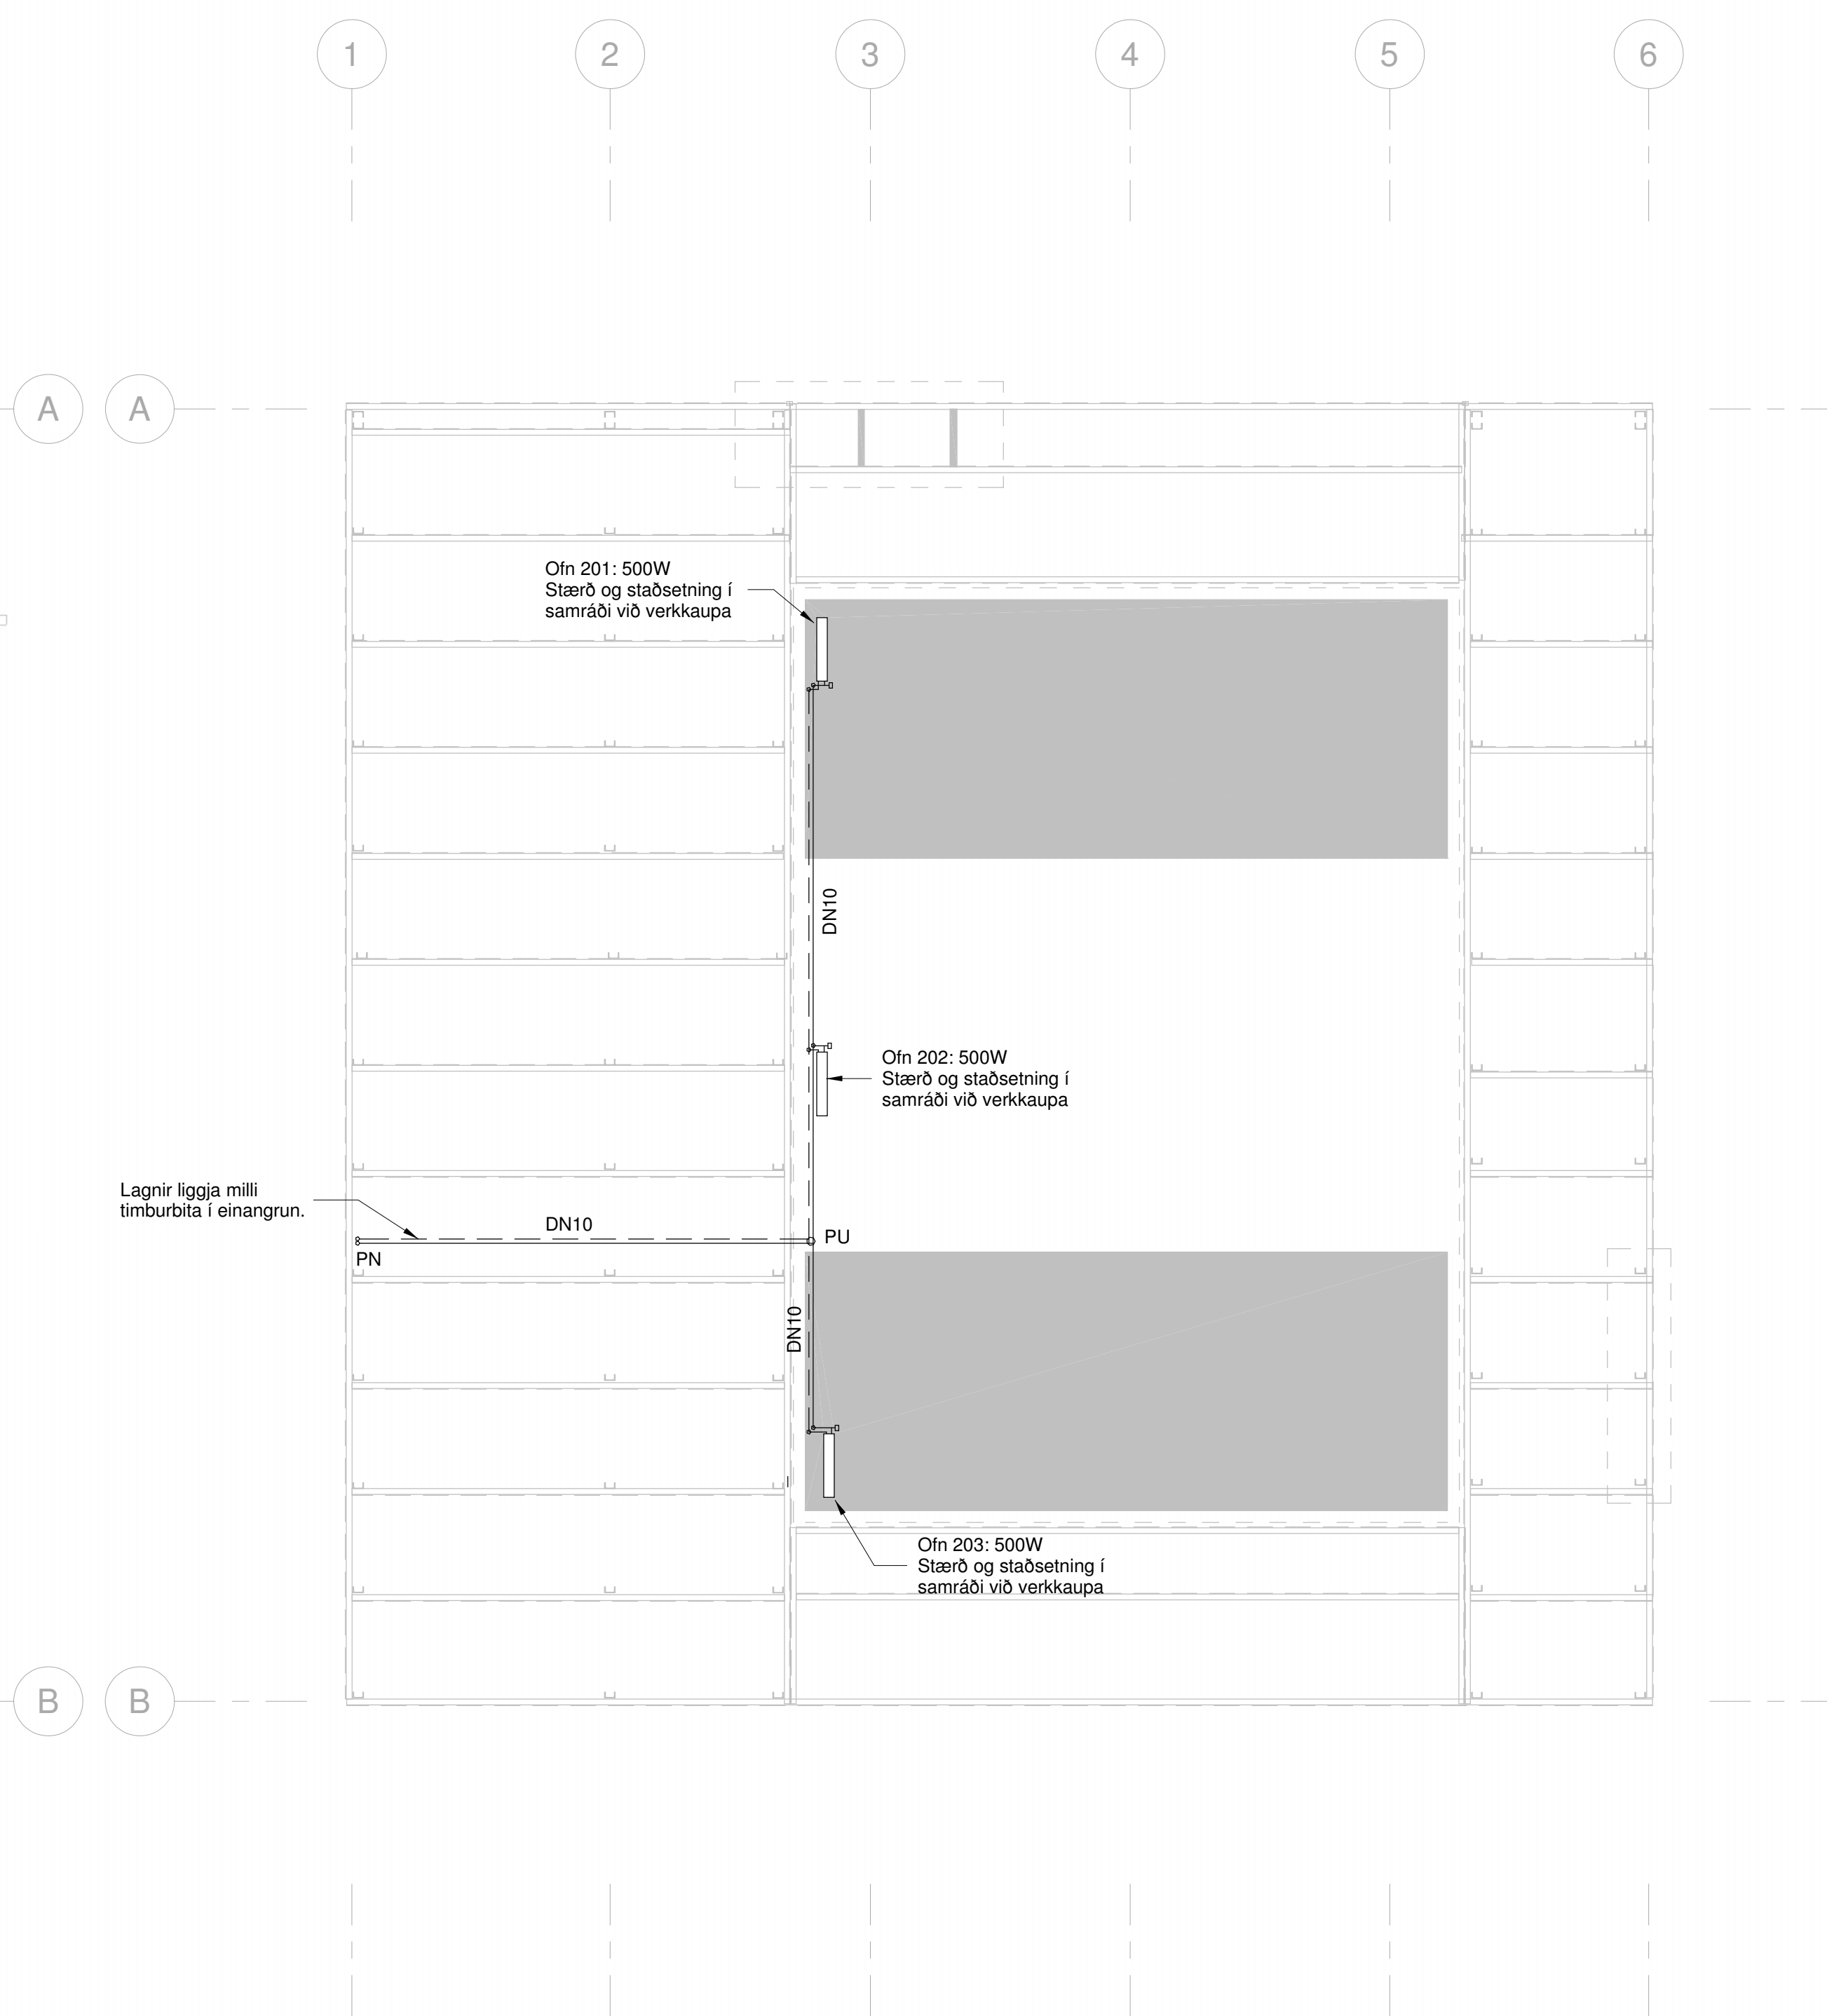 1
2
3
4
5
6
A
A
Ofn 201: 500W
Stærð og staðsetning í
samráði við verkkaupa
DN10
Ofn 202: 500W
Stærð og staðsetning í
samráði við verkkaupa
Lagnir liggja milli
timburbita í einangrun.
DN10
PU
PN
DN10
Ofn 203: 500W
Stærð og staðsetning í
samráði við verkkaupa
B
B